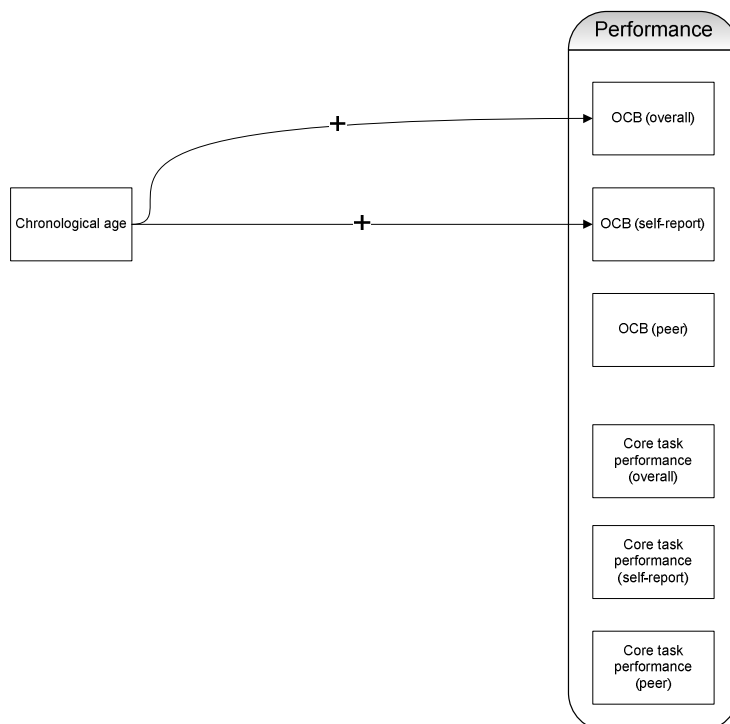 Performance
OCB (overall)
+
Chronological age
+
OCB (self-report)
OCB (peer)
Core task
performance
(overall)
Core task
performance
(self-report)
Core task
performance
(peer)